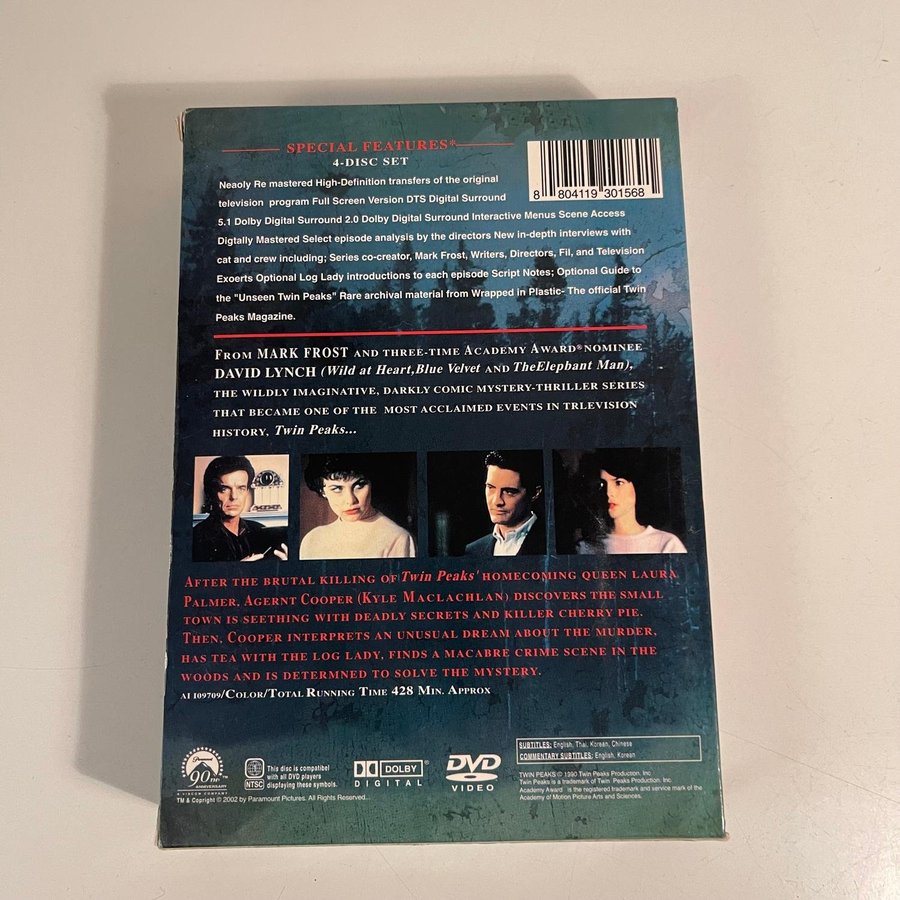 SPECIAL FEATURES*
4-DISC SET
8 804119 301568
Neaoly Re mastered High-Definition transfers of the original
television program Full Screen Version DTS Digital Surround
5.1 Dolby Digital Surround 2.0 Dolby Digital Surround Interactive Menus Scene Access
Digtally Mastered Select episode analysis by the directors New in-depth interviews with
cat and crew including; Series co-creator, Mark Frost, Writers, Directors, Fil, and Television
Exoerts Optional Log Lady introductions to each episode Script Notes; Optional Guide to
the "Unseen Twin Peaks" Rare archival material from Wrapped in Plastic- The official Twin
Peaks Magazine.
FROM MARK FROST AND THREE-TIME ACADEMY AWARD® NOMINEE
DAVID LYNCH (Wild at Heart,Blue Velvet AND TheElepbant Man),
THE WILDLY IMAGINATIVE, DARKLY COMIC MYSTERY-THRILLER SERIES
THAT BECAME ONE OF THE MOST ACCLAIMED EVENTS IN TRLEVISION
HISTORY, Twin Peaks...
AFTER THE BRUTAL KILLING OF Twin Peaks' HOMECOMING QUEEN LAURA
PALMER, AGERNT COOPER (KYLE MACLACHLAN) DISCOVERS THE SMALL
TOWN IS SEETHING WITH DEADLY SECRETS AND KILLER CHERRY PIE.
THEN, COOPER INTERPRETS AN UNUSUAL DREAM ABOUT THE MURDER,
HAS TEA WITH THE LOG LADY, FINDS A MACABRE CRIME SCENE IN THE
WOODS AND IS DETERMNED TO SOLVE THE MYSTERY.
AI I09709/COLOR/TOTAL RUNNING TIME 428 MIN. APPROX
Paramount
90TH
ANNIVERSARY
A VIACOM COMPANY
NTSC
This disc is compatibel
with all DVD players
displaying these symbols.
DOLBY
DIGITAL
DVD
VIDEO
SUBTITLES: English, Thai, Korean, Chinese
COMMENTARY SUBTITLES: English, Korean
TM & Copright © 2002 by Paramount Pictures. All Rights Reserved...
TWIN PEAKS © 1990 Twin Peaks Production. Inc
Twin Peaks is a trademark of Twin Peaks Production. Inc
Academy Award is the registered trademark and service mark of the
Academy of Motion Picture Arts and Sciences.